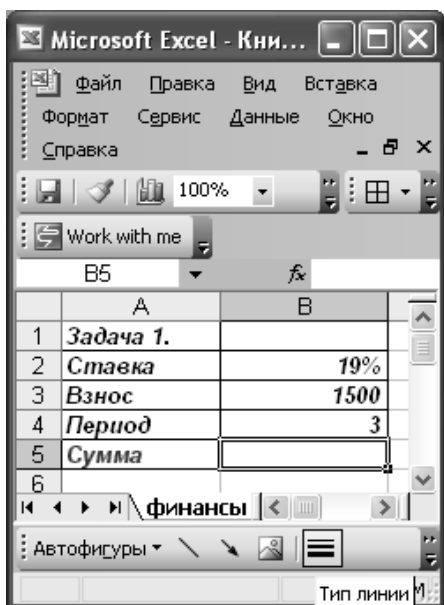 Microsoft Excel - Кни...
Файл Правка Вид Вставка
Формат Сервис Данные Окно
Справка
100%
Work with me
B5 fx
A B
1 Задача 1.
2 Ставка 19%
3 Взнос 1500
4 Период 3
5 Сумма
6
финансы
Автофигуры
Тип линии